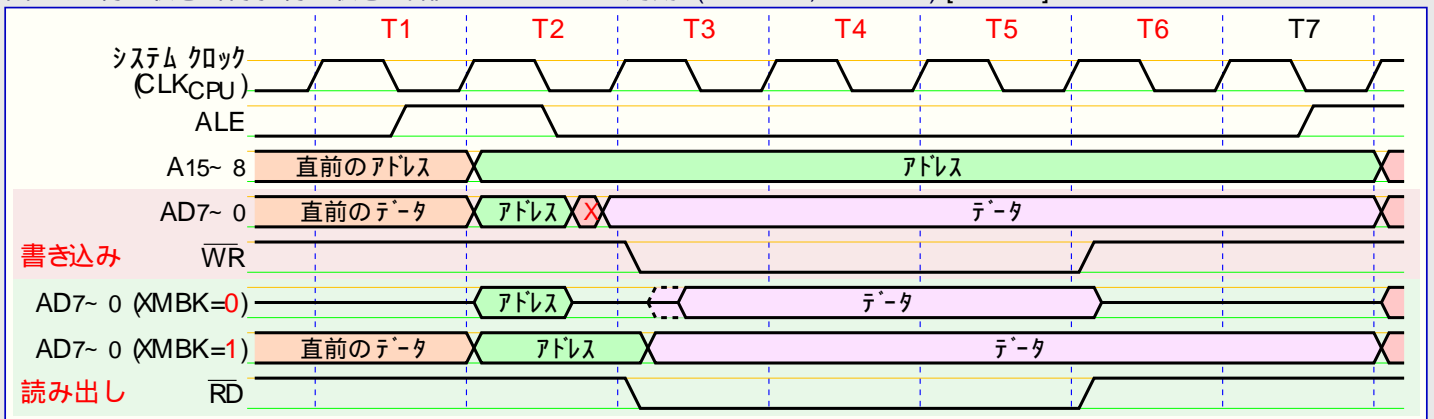 T1 T2 T3 T4 T5 T6 T7
システム クロック
(CLKCPU)
ALE
A15~ 8 直前のアドレス アドレス
AD7~ 0 直前のデータ アドレス X データ
書き込み WR
AD7~ 0 (XMBK=0) アドレス データ
AD7~ 0 (XMBK=1) 直前のデータ アドレス データ
読み出し RD